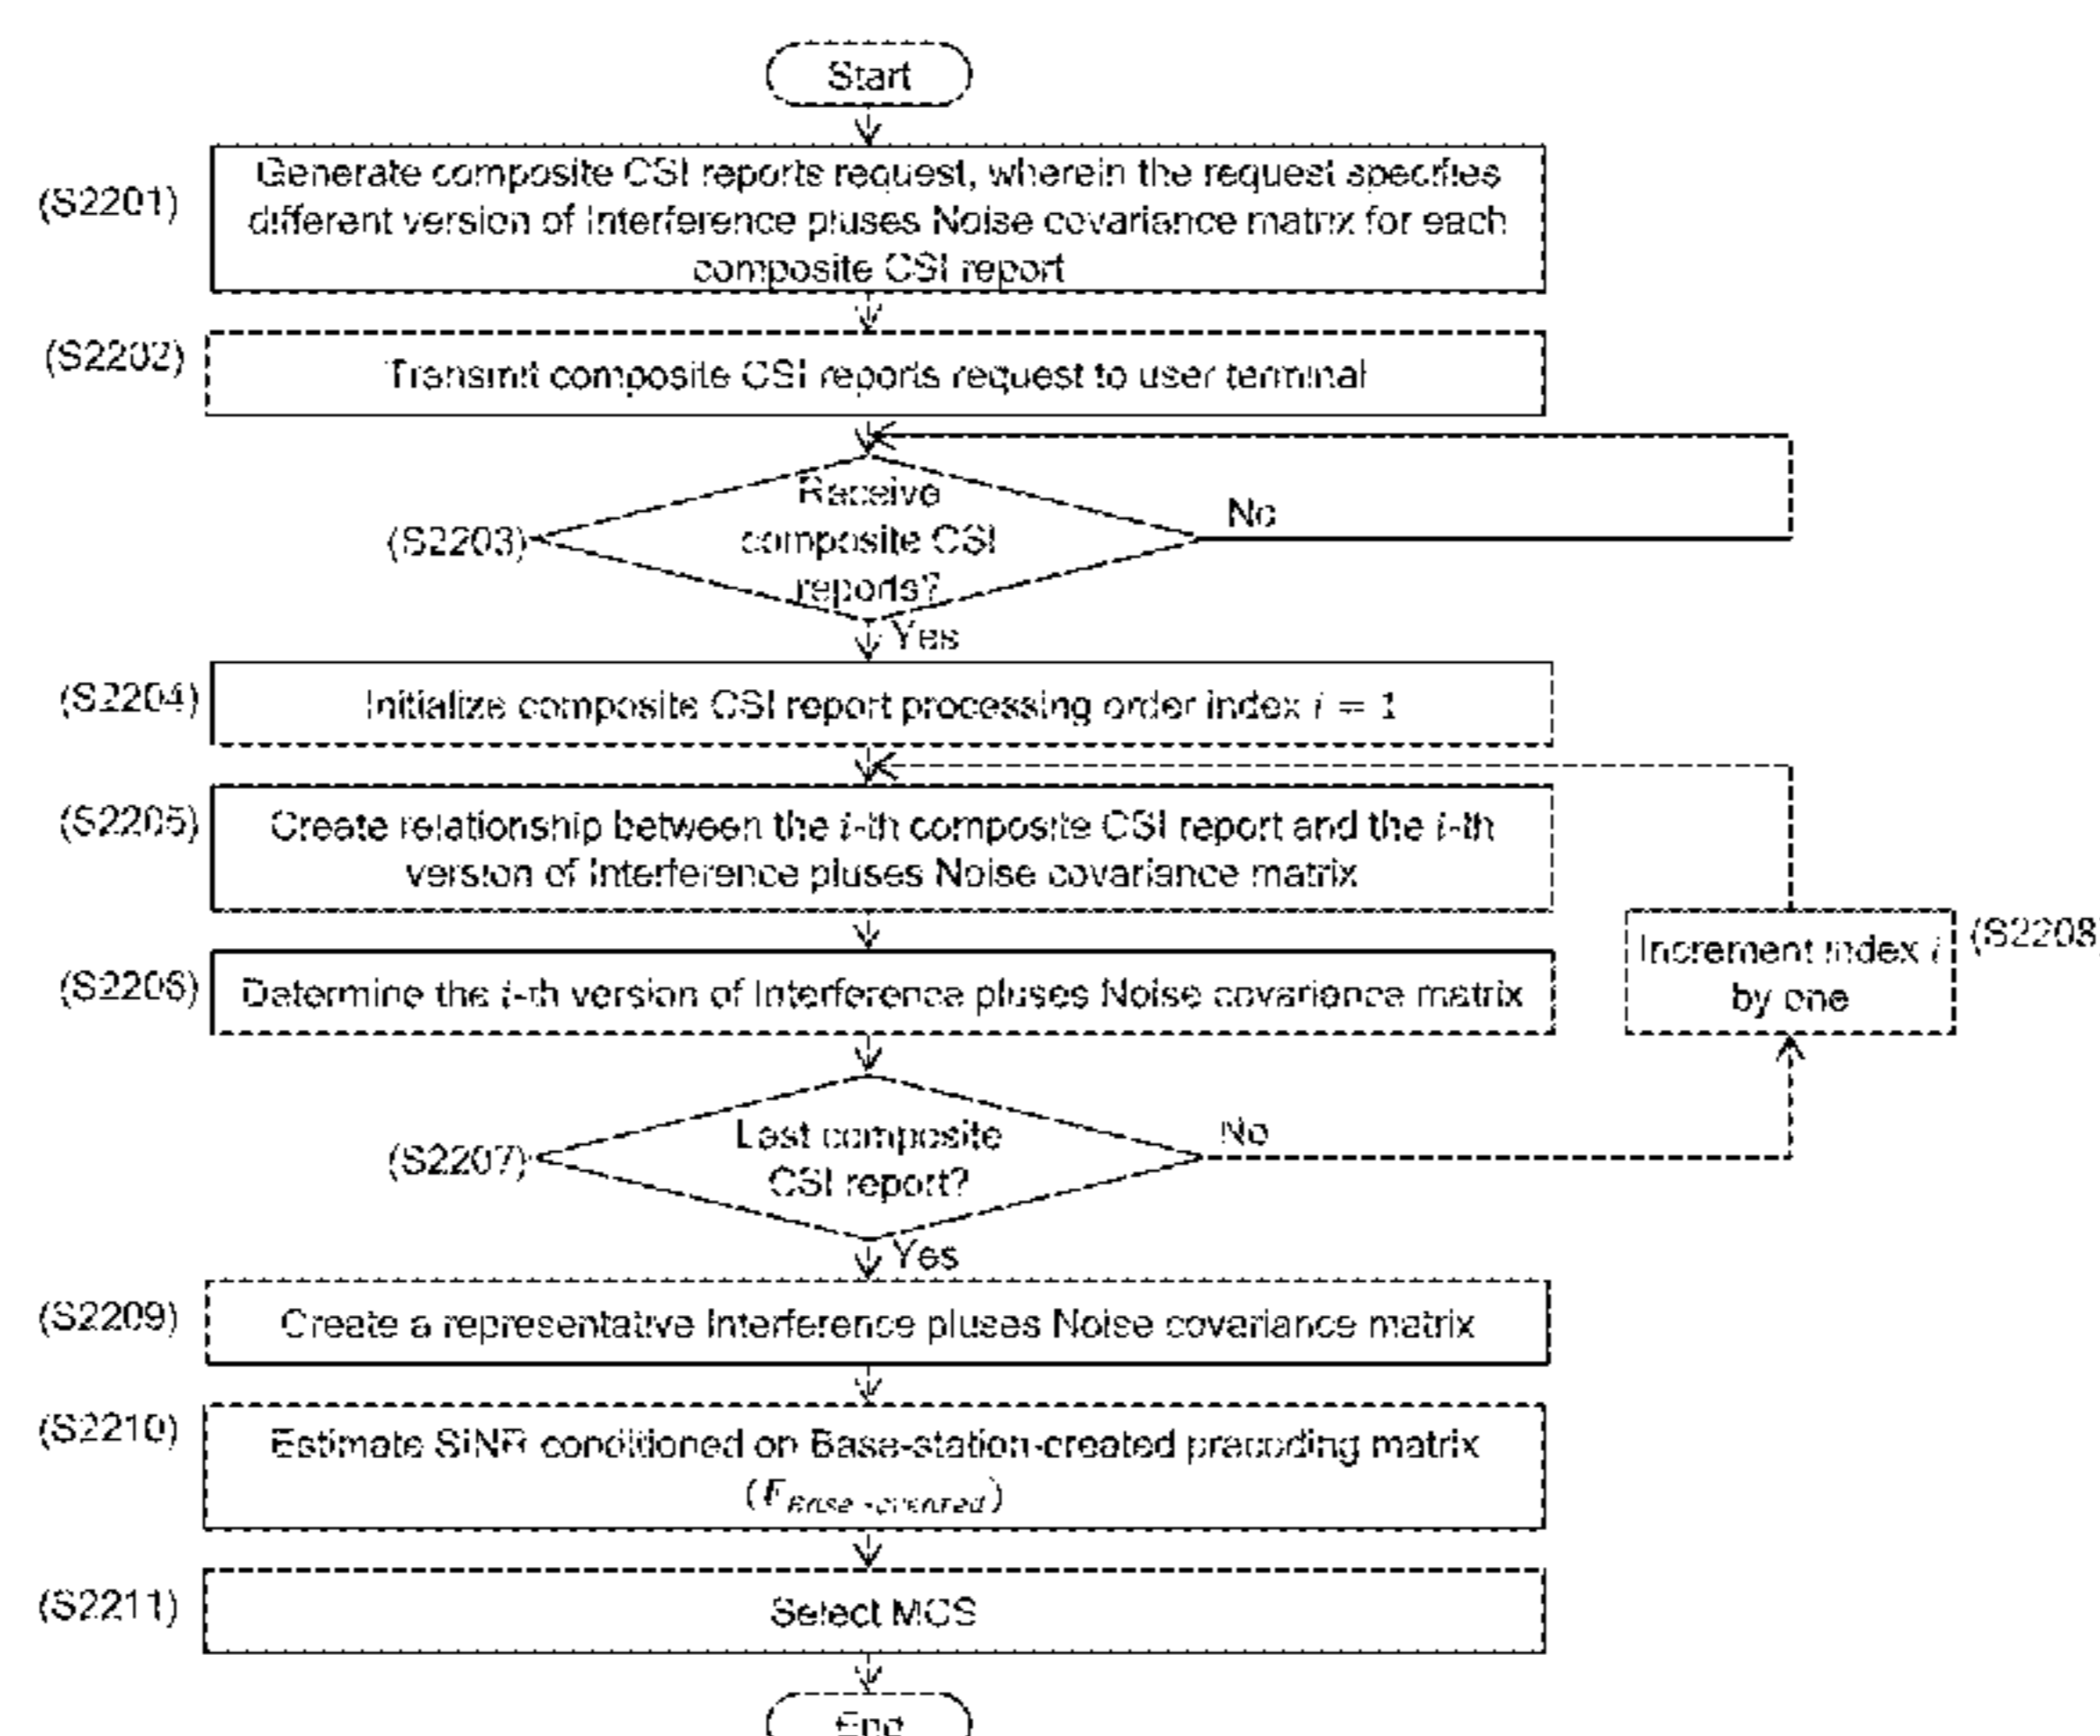 Start
(S2201)
Generate composite CSI reports request, wherein the request specifies
different version of Interference pluses Noise covariance matrix for each
composite CSI report
(S2202)
Transmit composite CSI reports request to user terminal
(S2203)
Receive
composite CSI
reports?
No
Yes
(S2204)
Initialize composite CSI report processing order index i = 1
(S2205)
Create relationship between the i-th composite CSI report and the i-th
version of Interference pluses Noise covariance matrix
(S2206)
Determine the i-th version of Interference pluses Noise covariance matrix
Increment index i
by one
(S2208)
(S2207)
Last composite
CSI report?
No
Yes
(S2209)
Create a representative Interference pluses Noise covariance matrix
(S2210)
Estimate SINR conditioned on Base-station-created precoding matrix
(F Base-created)
(S2211)
Select MCS
End